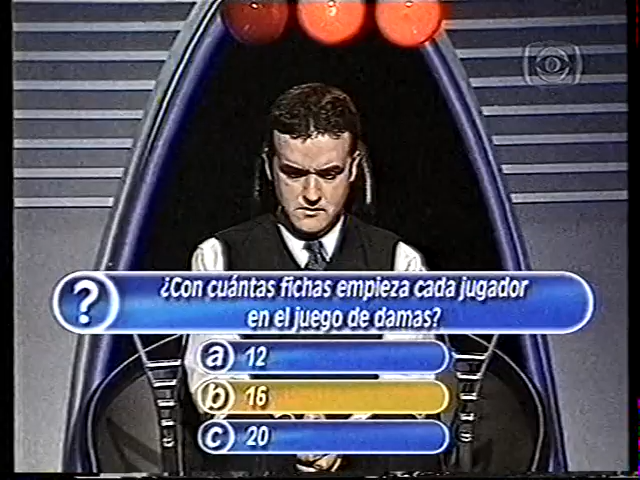 ¿Con cuántas fichas empieza cada jugador
en el juego de damas?
a 12
b 16
c 20